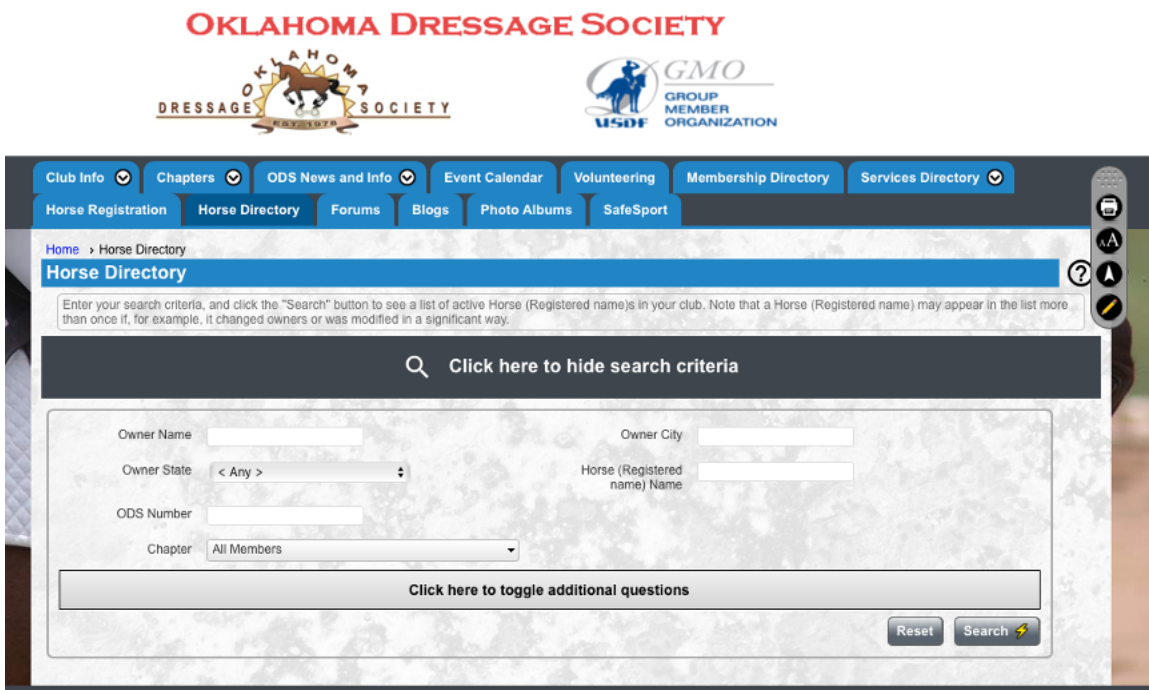 OKLAHOMA DRESSAGE SOCIETY
OKLAHOMA
DRESSAGE SOCIETY
EST. 1976
GMO
GROUP
MEMBER
ORGANIZATION
USDF
Club Info Chapters ODS News and Info Event Calendar Volunteering Membership Directory Services Directory
Horse Registration Horse Directory Forums Blogs Photo Albums SafeSport
AA
Home › Horse Directory
Horse Directory ?
Enter your search criteria, and click the "Search" button to see a list of active Horse (Registered name)s in your club. Note that a Horse (Registered name) may appear in the list more
than once if, for example, it changed owners or was modified in a significant way.
Click here to hide search criteria
Owner Name Owner City
Owner State < Any > Horse (Registered
name) Name
ODS Number
Chapter All Members
Click here to toggle additional questions
Reset Search